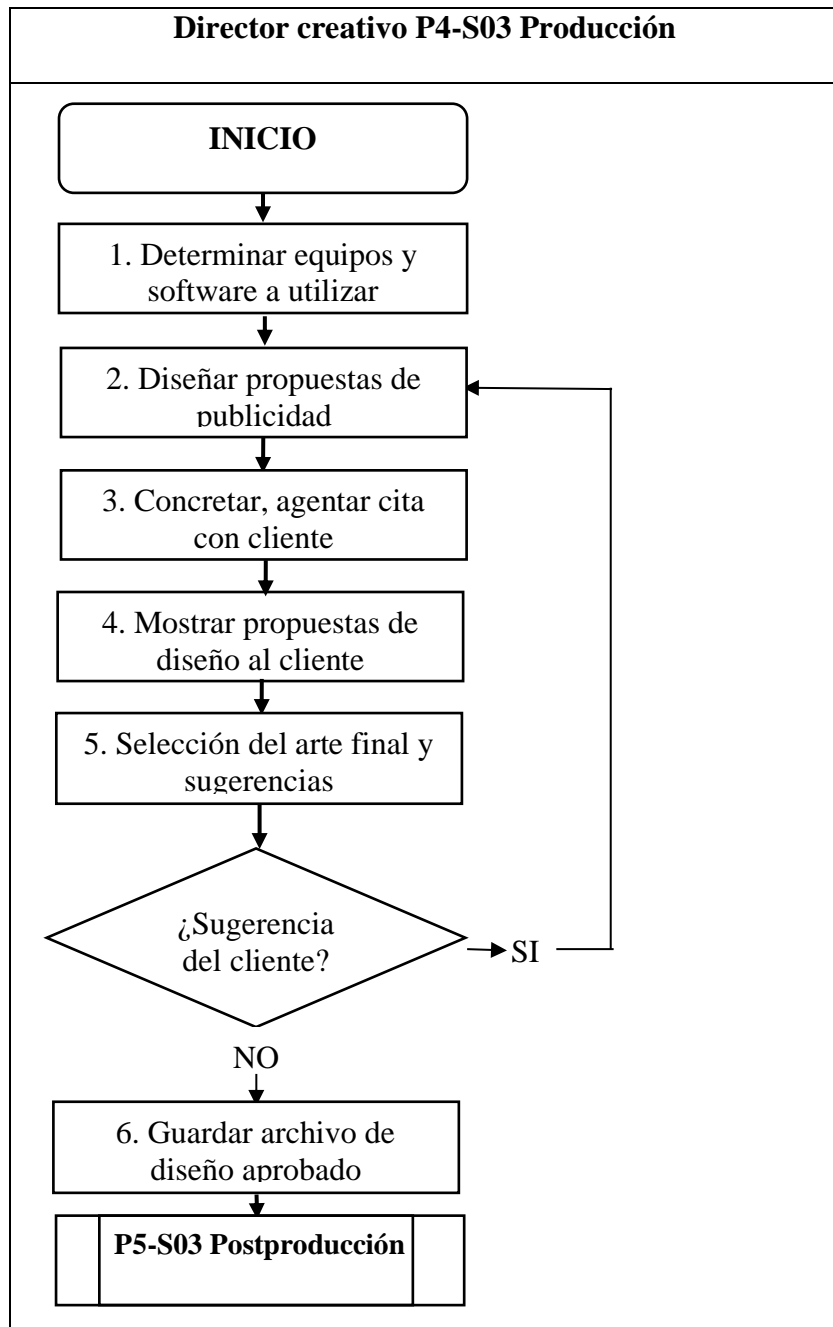 Director creativo P4-S03 Producción
INICIO
1. Determinar equipos y
software a utilizar
2. Diseñar propuestas de
publicidad
3. Concretar, agentar cita
con cliente
4. Mostrar propuestas de
diseño al cliente
5. Selección del arte final y
sugerencias
¿Sugerencia
del cliente?
SI
NO
6. Guardar archivo de
diseño aprobado
P5-S03 Postproducción